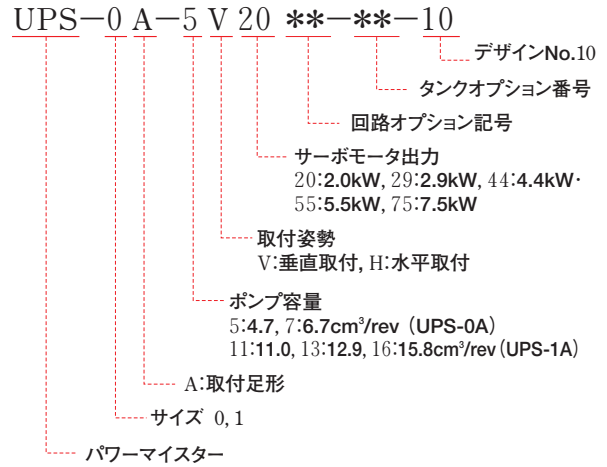 UPS-0 A-5 V 20 **-**-10
デザインNo.10
タンクオプション番号
回路オプション記号
サーボモータ出力
20:2.0kW, 29:2.9kW, 44:4.4kW・
55:5.5kW, 75:7.5kW
取付姿勢
V:垂直取付, H:水平取付
ポンプ容量
5:4.7, 7:6.7cm³/rev (UPS-0A)
11:11.0, 13:12.9, 16:15.8cm³/rev(UPS-1A)
A:取付足形
サイズ 0, 1
パワーマイスター